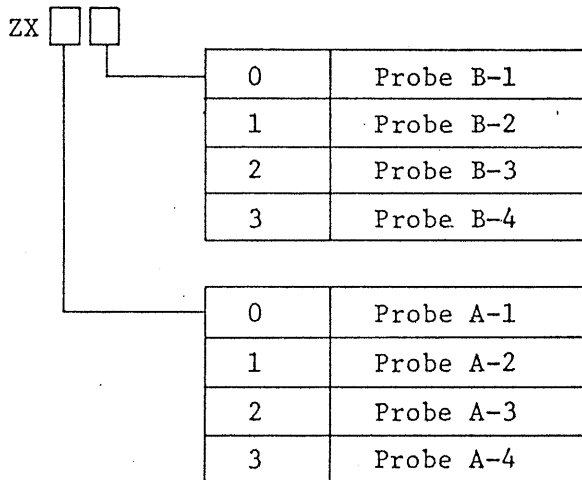 ZX
0 Probe B-1
1 Probe B-2
2 Probe B-3
3 Probe B-4
0 Probe A-1
1 Probe A-2
2 Probe A-3
3 Probe A-4